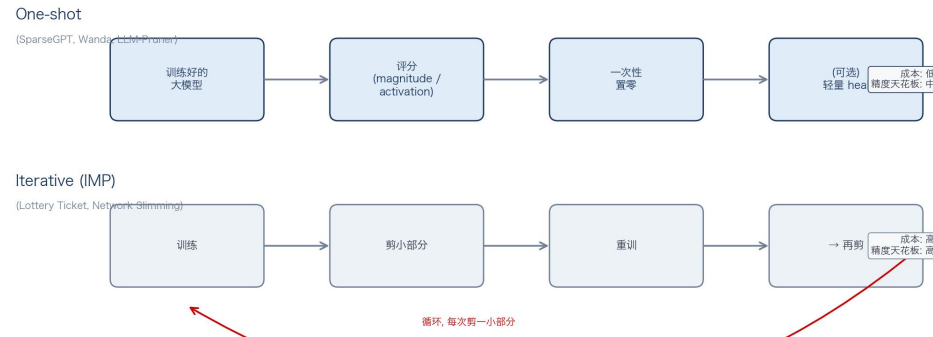 One-shot
(SparseGPT, Wanda, LLM-Pruner)
训练好的
大模型
评分
(magnitude /
activation)
一次性
置零
(可选)
轻量
成本: 低
精度天花板: 中
Iterative (IMP)
(Lottery Ticket, Network Slimming)
训练
剪小部分
重训
→ 再剪
成本: 高
精度天花板: 高
循环, 每次剪一小部分